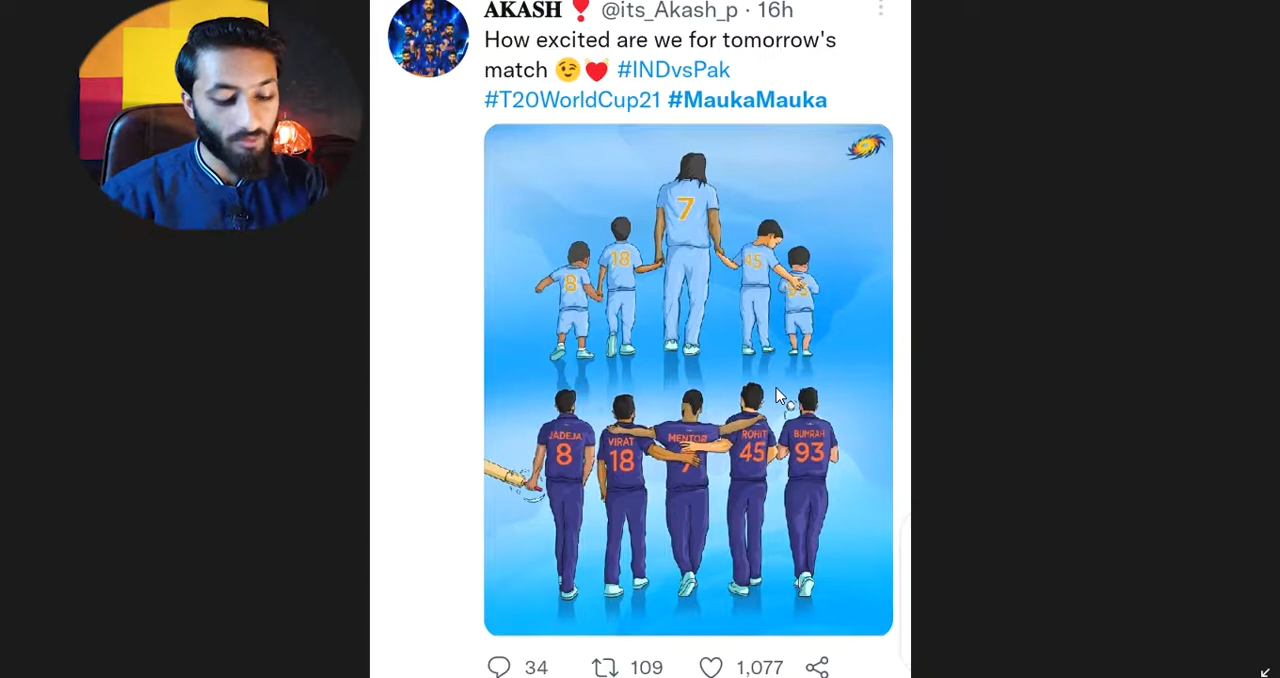 AKASH❣️ @its_Akash_p · 16h
How excited are we for tomorrow's
match 😉💓 #INDvsPak
#T20WorldCup21 #MaukaMauka
7
8 18 45
JADEJA VIRAT MENTOR ROHIT BUMRAH
8 18 7 45 93
34 109 1,077